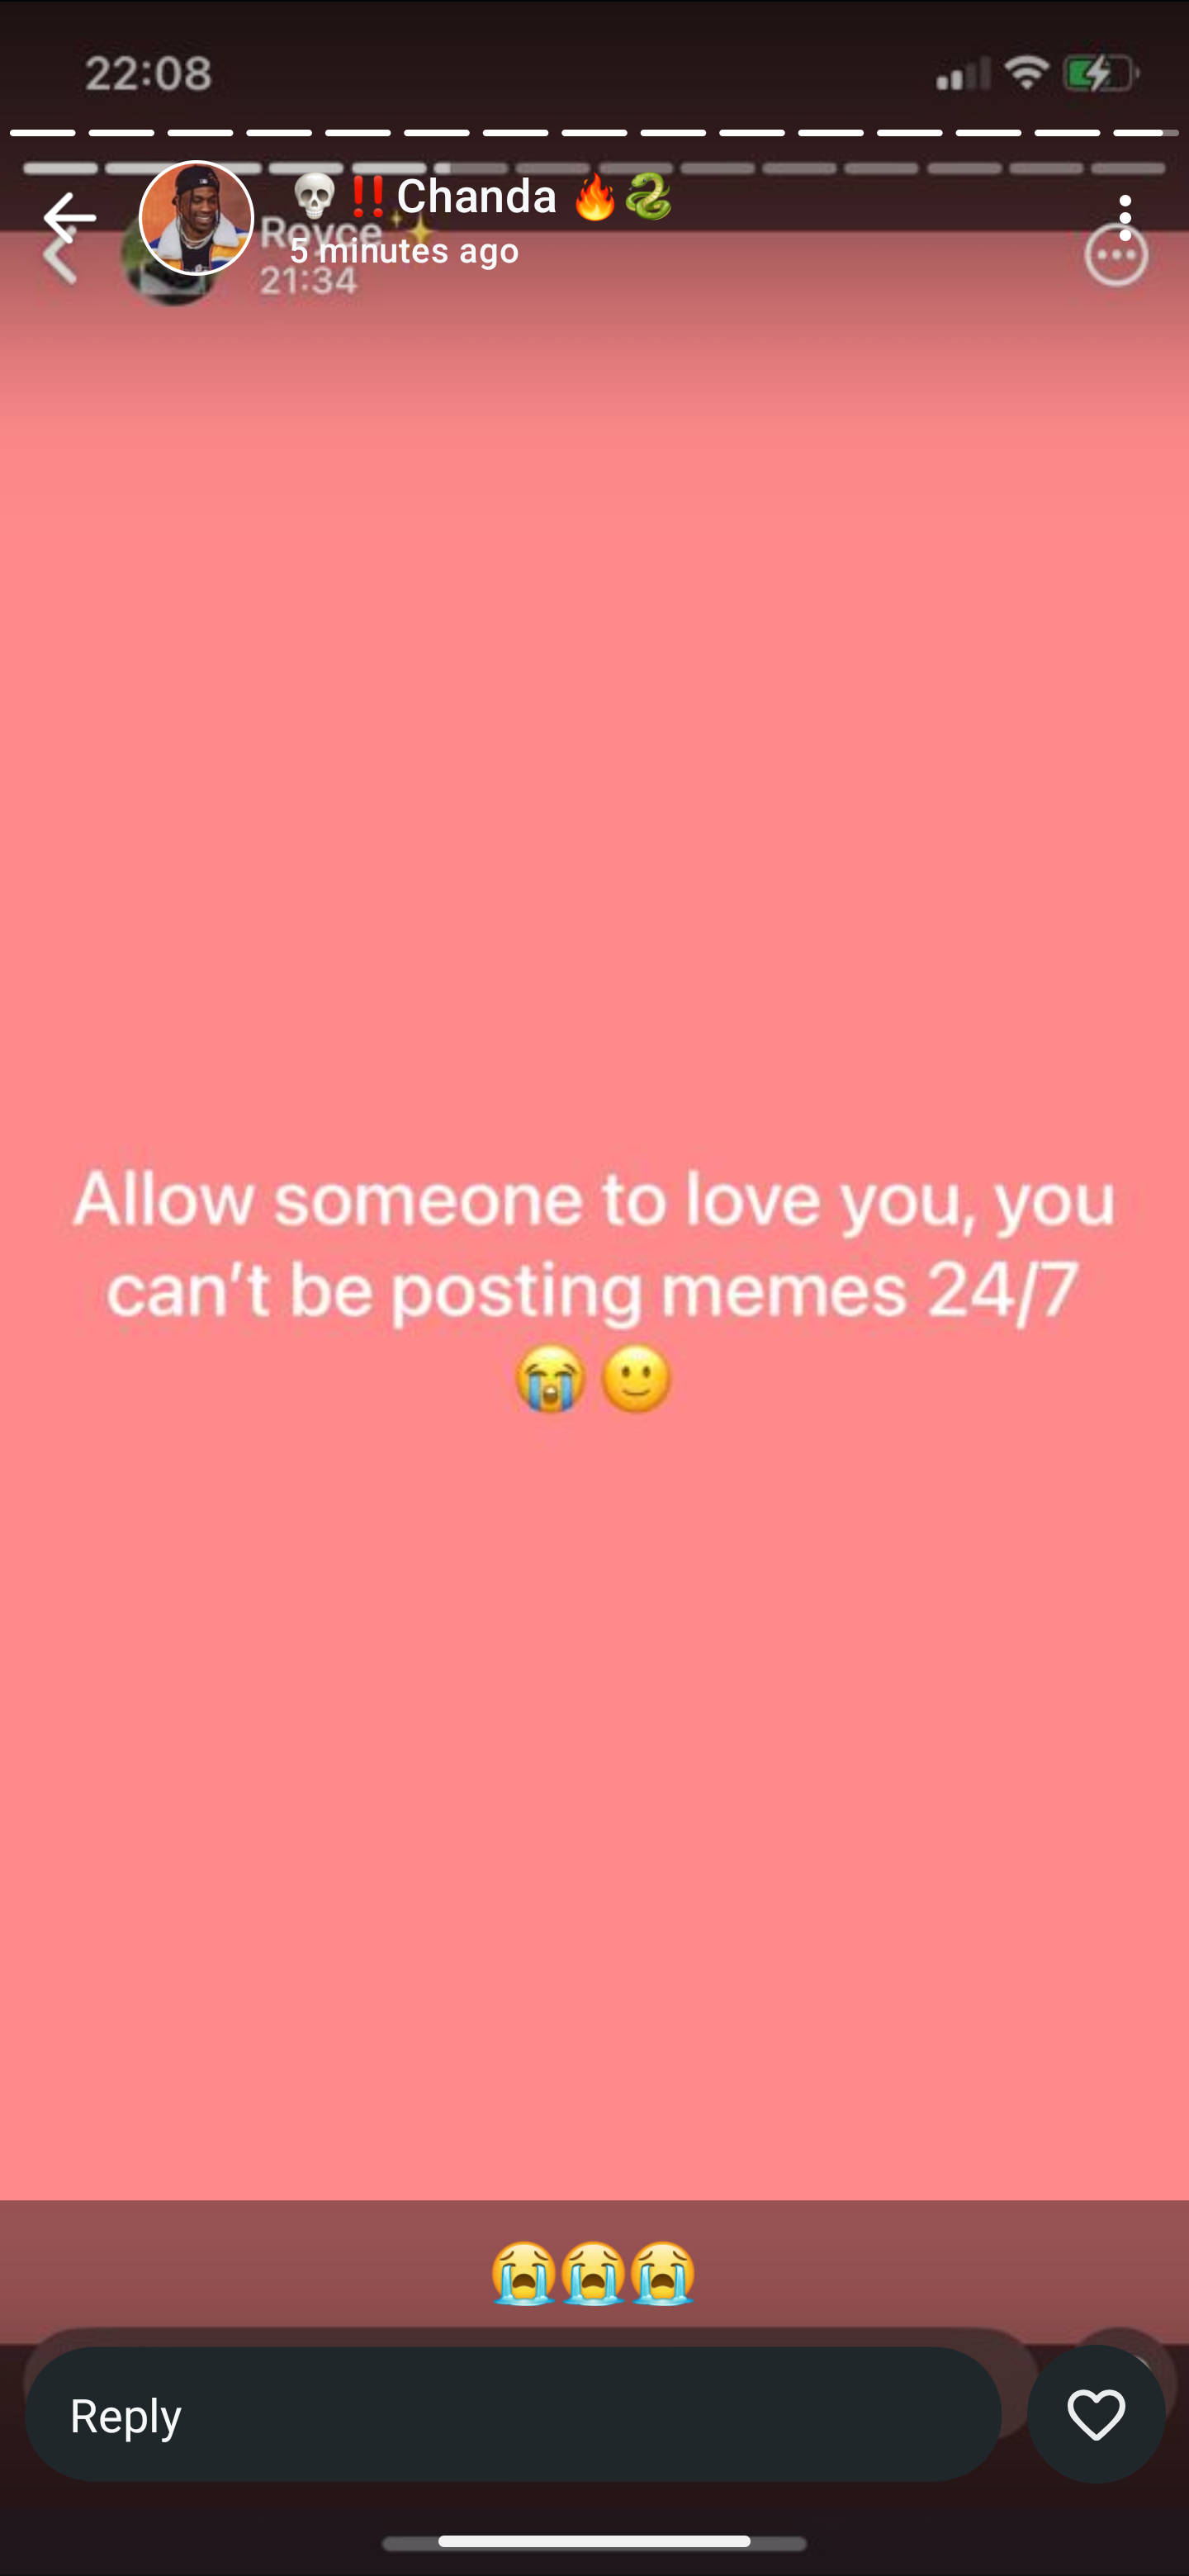 22:08
💀‼️Chanda 🔥🐍
Royce✨
5 minutes ago
21:34
Allow someone to love you, you
can’t be posting memes 24/7
😭🙂
😭😭😭
Reply